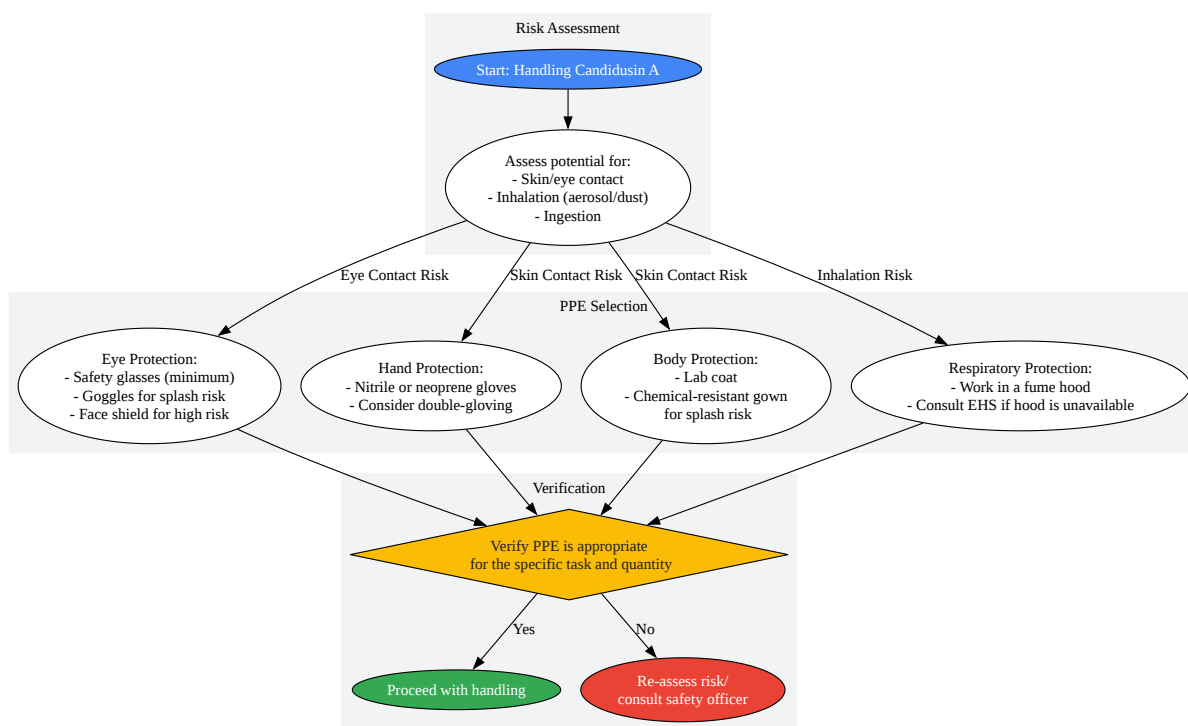 Risk Assessment
Start: Handling Candidusin A
Assess potential for:
- Skin/eye contact
- Inhalation (aerosol/dust)
- Ingestion
Eye Contact Risk
Skin Contact Risk
Skin Contact Risk
Inhalation Risk
PPE Selection
Eye Protection:
- Safety glasses (minimum)
- Goggles for splash risk
- Face shield for high risk
Hand Protection:
- Nitrile or neoprene gloves
- Consider double-gloving
Body Protection:
- Lab coat
- Chemical-resistant gown
for splash risk
Respiratory Protection:
- Work in a fume hood
- Consult EHS if hood is unavailable
Verification
Verify PPE is appropriate
for the specific task and quantity
Yes
No
Proceed with handling
Re-assess risk/
consult safety officer